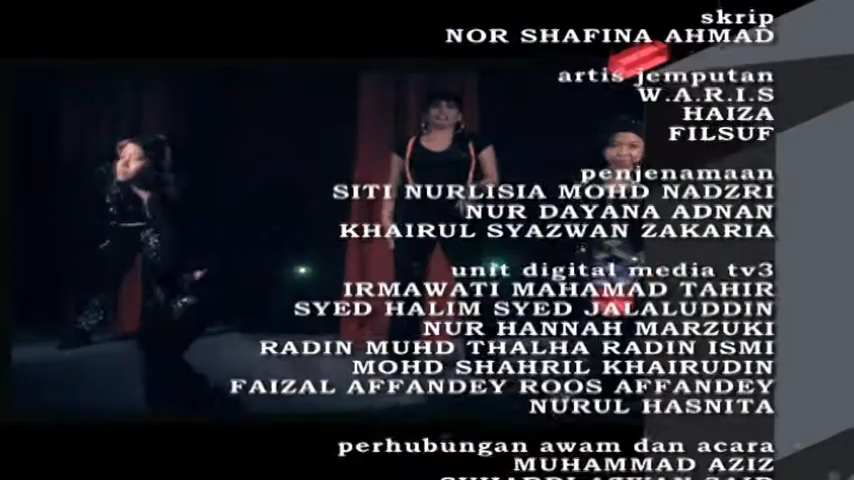 skrip
NOR SHAFINA AHMAD
artis jemputan
W.A.R.I.S
HAIZA
FILSUF
penjenamaan
SITI NURLISIA MOHD NADZRI
NUR DAYANA ADNAN
KHAIRUL SYAZWAN ZAKARIA
unit digital media tv3
IRMAWATI MAHAMAD TAHIR
SYED HALIM SYED JALALUDDIN
NUR HANNAH MARZUKI
RADIN MUHD THALHA RADIN ISMI
MOHD SHAHRIL KHAIRUDIN
FAIZAL AFFANDEY ROOS AFFANDEY
NURUL HASNITA
perhubungan awam dan acara
MUHAMMAD AZIZ